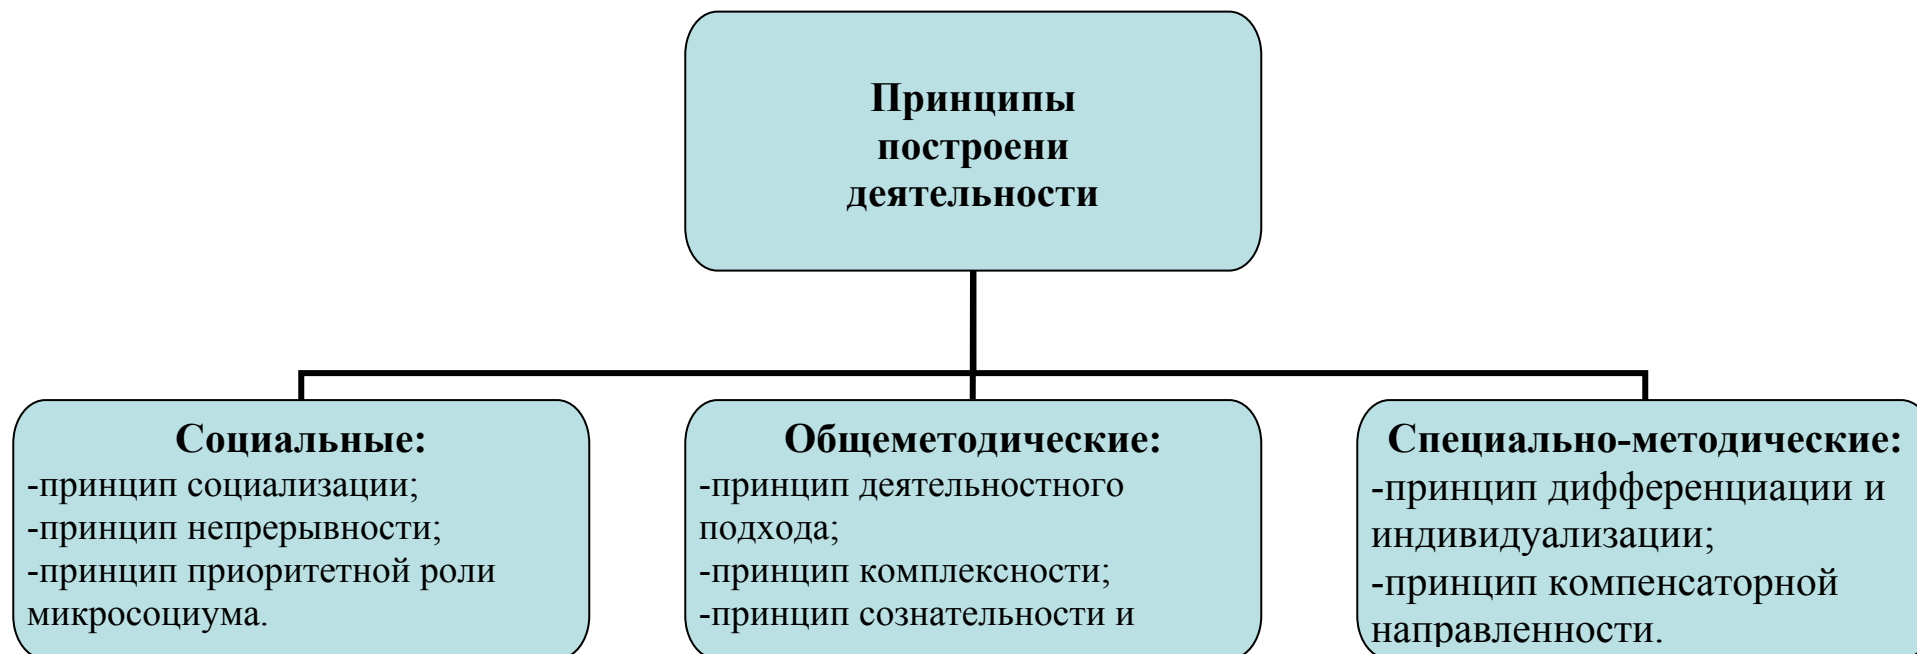 Принципы
построени
деятельности
Социальные:
-принцип социализации;
-принцип непрерывности;
-принцип приоритетной роли
микросоциума.
Общеметодические:
-принцип деятельностного
подхода;
-принцип комплексности;
-принцип сознательности и
Специально-методические:
-принцип дифференциации и
индивидуализации;
-принцип компенсаторной
направленности.